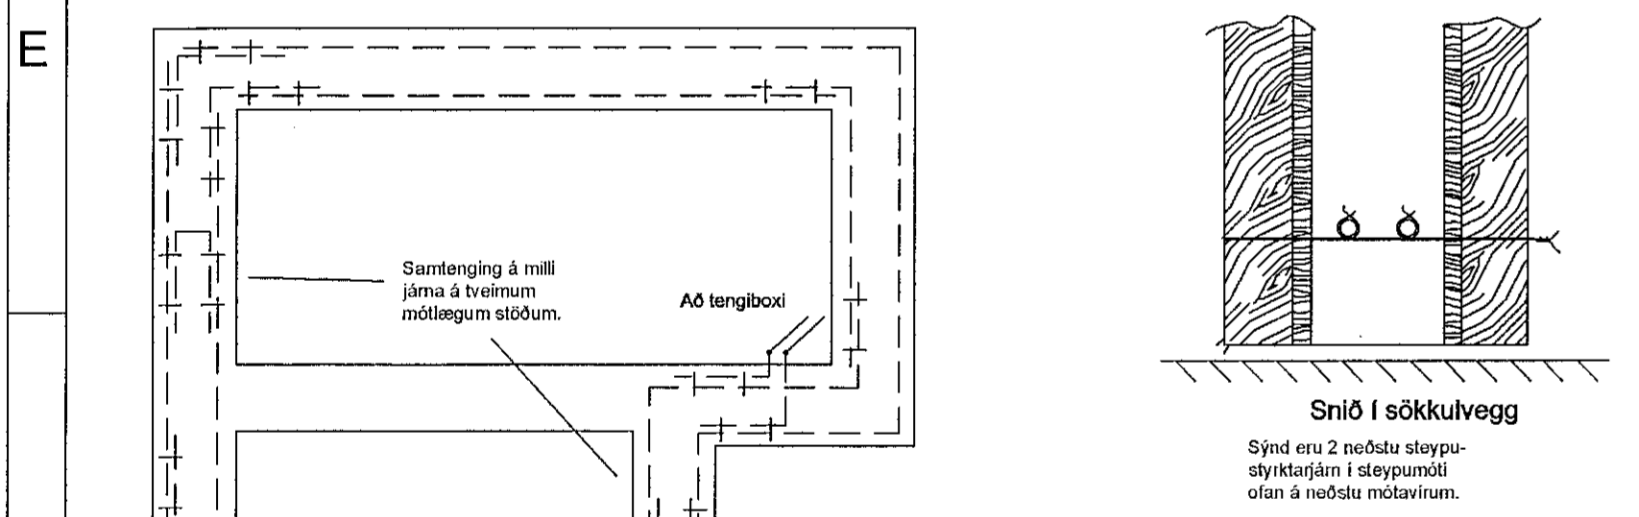 E
Samtenging á milli
járna á tveimum
mótlægum stöðum.
Að tengiboxi
Snið í sökkulvegg
Sýnd eru 2 neðstu steypu-
styrktarjárn í steypumóti
ofan á neðstu mótavírum.